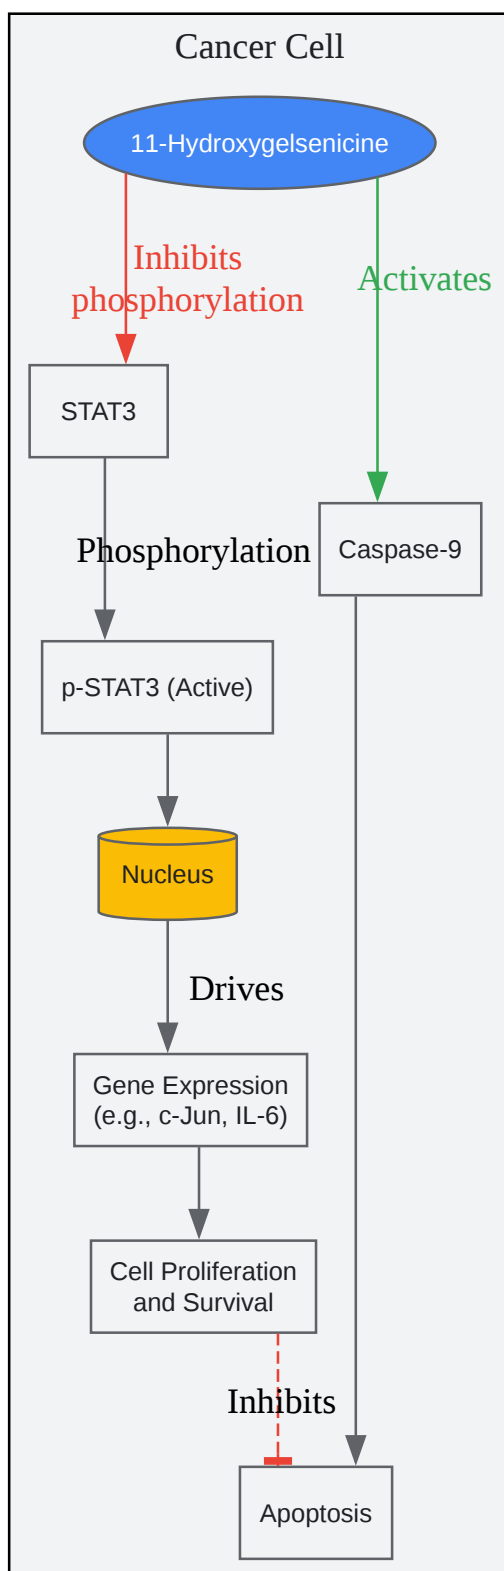 Cancer Cell
11-Hydroxygelsenicine
Inhibits
phosphorylation
Activates
STAT3
Phosphorylation
Caspase-9
p-STAT3 (Active)
Nucleus
Drives
Gene Expression
(e.g., c-Jun, IL-6)
Cell Proliferation
and Survival
Inhibits
Apoptosis